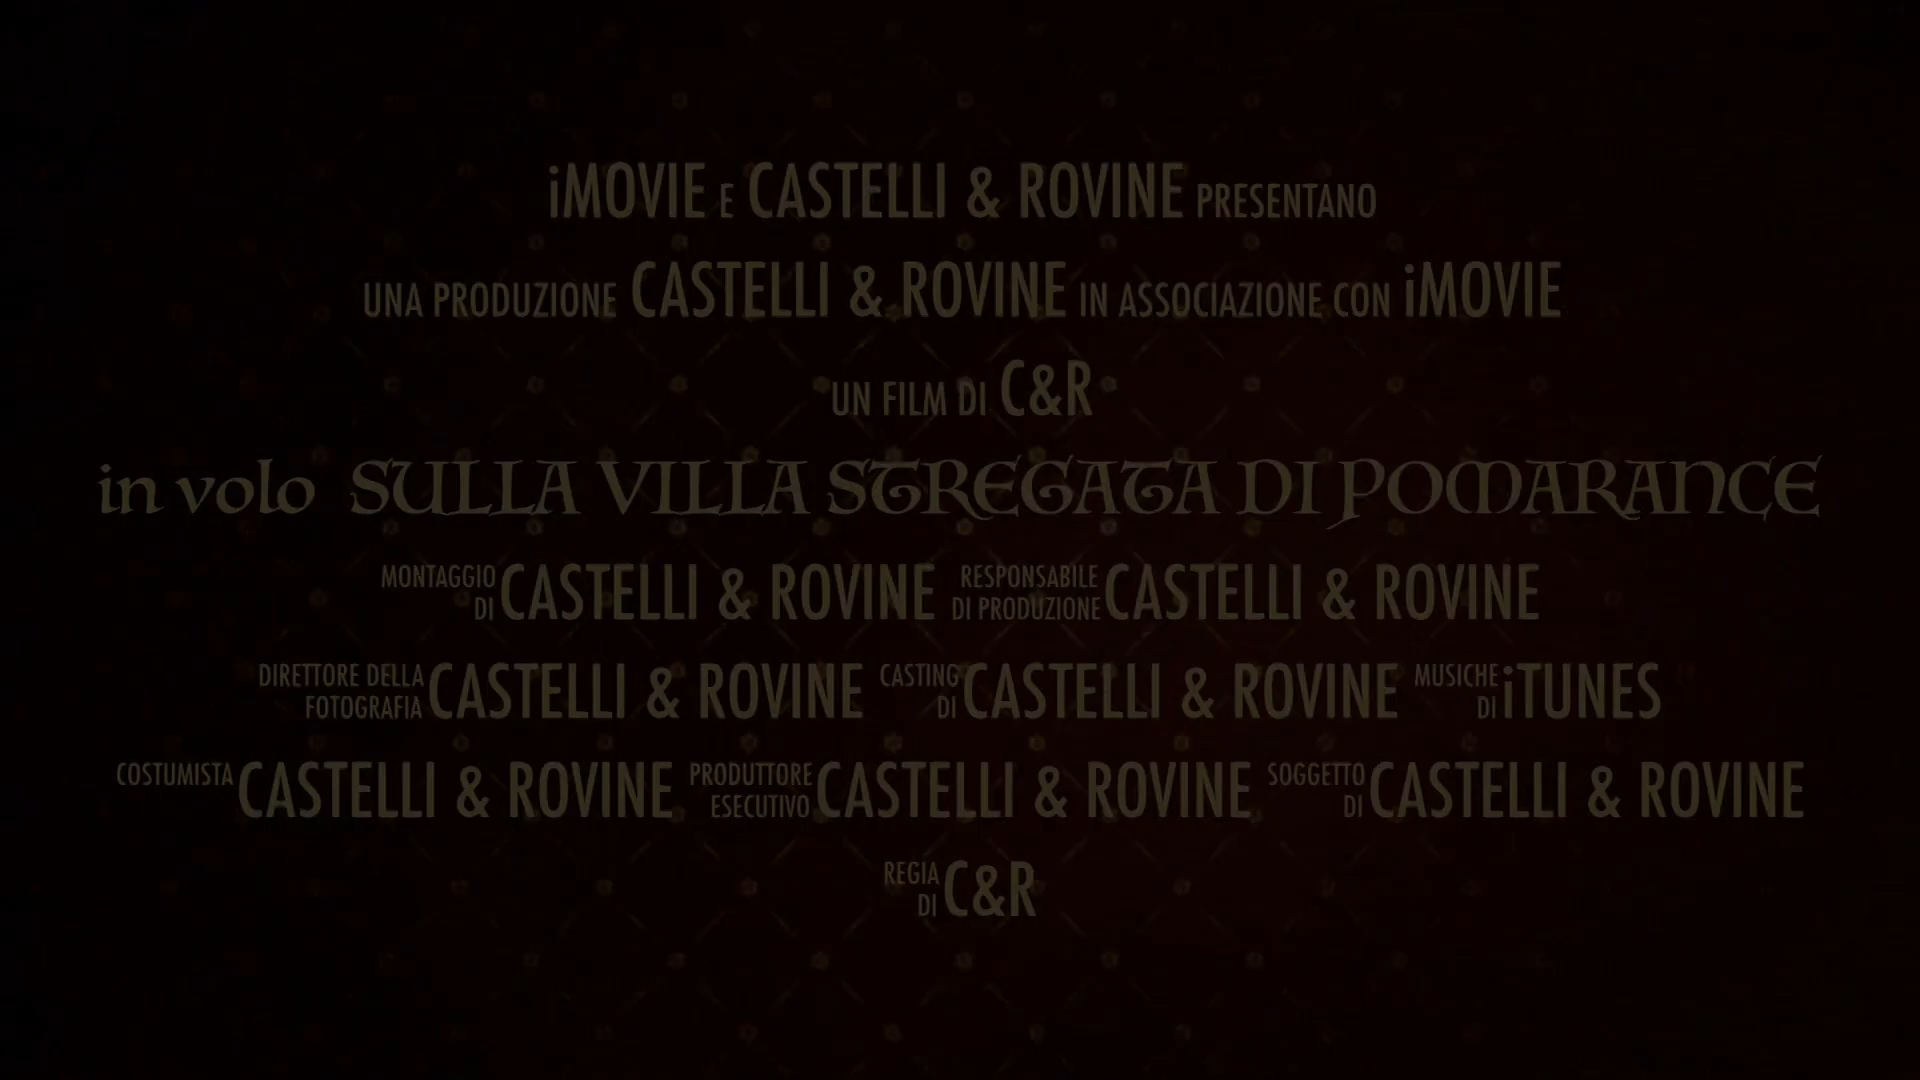 iMOVIE E CASTELLI & ROVINE PRESENTANO
UNA PRODUZIONE CASTELLI & ROVINE IN ASSOCIAZIONE CON iMOVIE
UN FILM DI C&R
in volo SULLA VILLA STREGATA DI POMARANCE
MONTAGGIO DI CASTELLI & ROVINE RESPONSABILE DI PRODUZIONE CASTELLI & ROVINE
DIRETTORE DELLA FOTOGRAFIA CASTELLI & ROVINE CASTING DI CASTELLI & ROVINE MUSICHE DI iTUNES
COSTUMISTA CASTELLI & ROVINE PRODUTTORE ESECUTIVO CASTELLI & ROVINE SOGGETTO DI CASTELLI & ROVINE
REGIA DI C&R